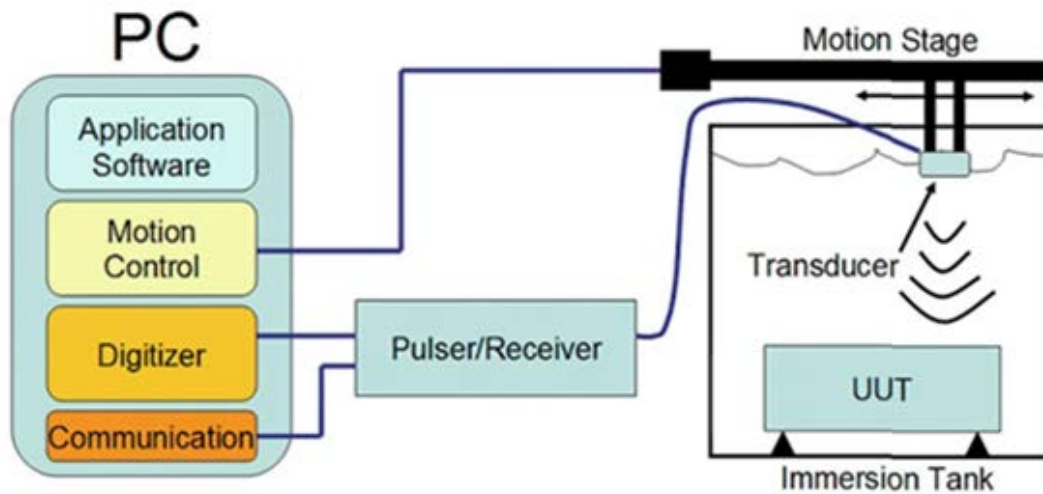 PC
Application
Software
Motion
Control
Digitizer
Communication
Pulser/Receiver
Motion Stage
Transducer
UUT
Immersion Tank